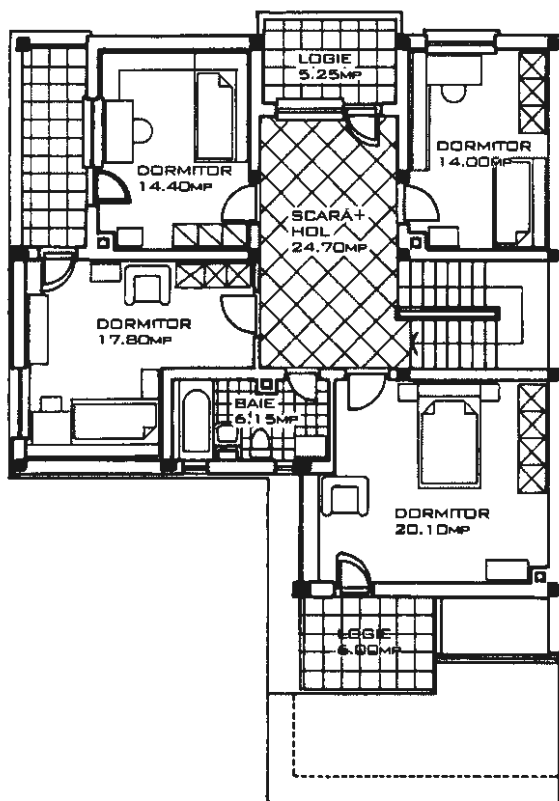 LOGIE
5.25MP
DORMITOR
14.40MP
DORMITOR
14.00MP
SCARĂ+
HOL
24.70MP
DORMITOR
17.80MP
BAIE
6.15MP
DORMITOR
20.10MP
LOGIE
6.00MP